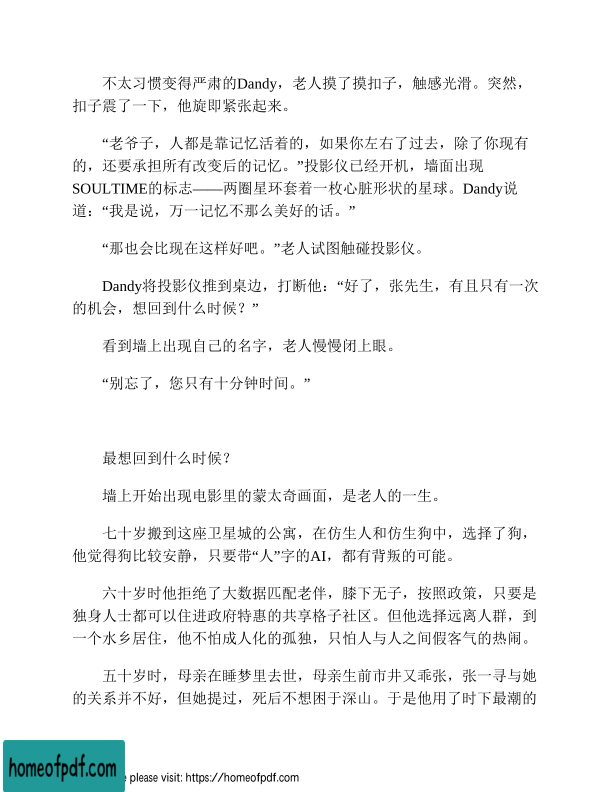 不太习惯变得严肃的Dandy，老人摸了摸扣子，触感光滑。突然，
扣子震了一下，他旋即紧张起来。
“老爷子，人都是靠记忆活着的，如果你左右了过去，除了你现有
的，还要承担所有改变后的记忆。”投影仪已经开机，墙面出现
SOULTIME的标志——两圈星环套着一枚心脏形状的星球。Dandy说
道：“我是说，万一记忆不那么美好的话。”
“那也会比现在这样好吧。”老人试图触碰投影仪。
Dandy将投影仪推到桌边，打断他：“好了，张先生，有且只有一次
的机会，想回到什么时候？”
看到墙上出现自己的名字，老人慢慢闭上眼。
“别忘了，您只有十分钟时间。”
最想回到什么时候？
墙上开始出现电影里的蒙太奇画面，是老人的一生。
七十岁搬到这座卫星城的公寓，在仿生人和仿生狗中，选择了狗，
他觉得狗比较安静，只要带“人”字的AI，都有背叛的可能。
六十岁时他拒绝了大数据匹配老伴，膝下无子，按照政策，只要是
独身人士都可以住进政府特惠的共享格子社区。但他选择远离人群，到
一个水乡居住，他不怕成人化的孤独，只怕人与人之间假客气的热闹。
五十岁时，母亲在睡梦里去世，母亲生前市井又乖张，张一寻与她
的关系并不好，但她提过，死后不想困于深山。于是他用了时下最潮的
homeofpdf.com
please visit: https://homeofpdf.com